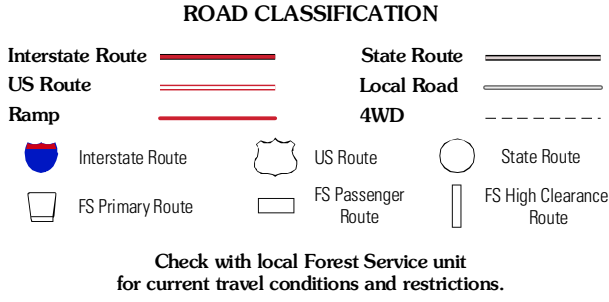 ROAD CLASSIFICATION
Interstate Route
State Route
US Route
Local Road
Ramp
4WD
Interstate Route
US Route
State Route
FS Primary Route
FS Passenger
Route
FS High Clearance
Route
Check with local Forest Service unit
for current travel conditions and restrictions.